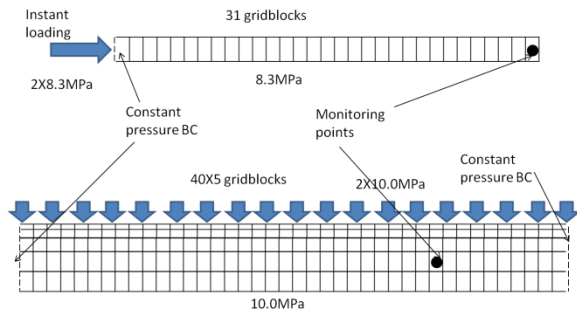 Instant
loading
31 gridblocks
2X8.3MPa
8.3MPa
Constant
pressure BC
Monitoring
points
Constant
pressure BC
40X5 gridblocks
2X10.0MPa
10.0MPa